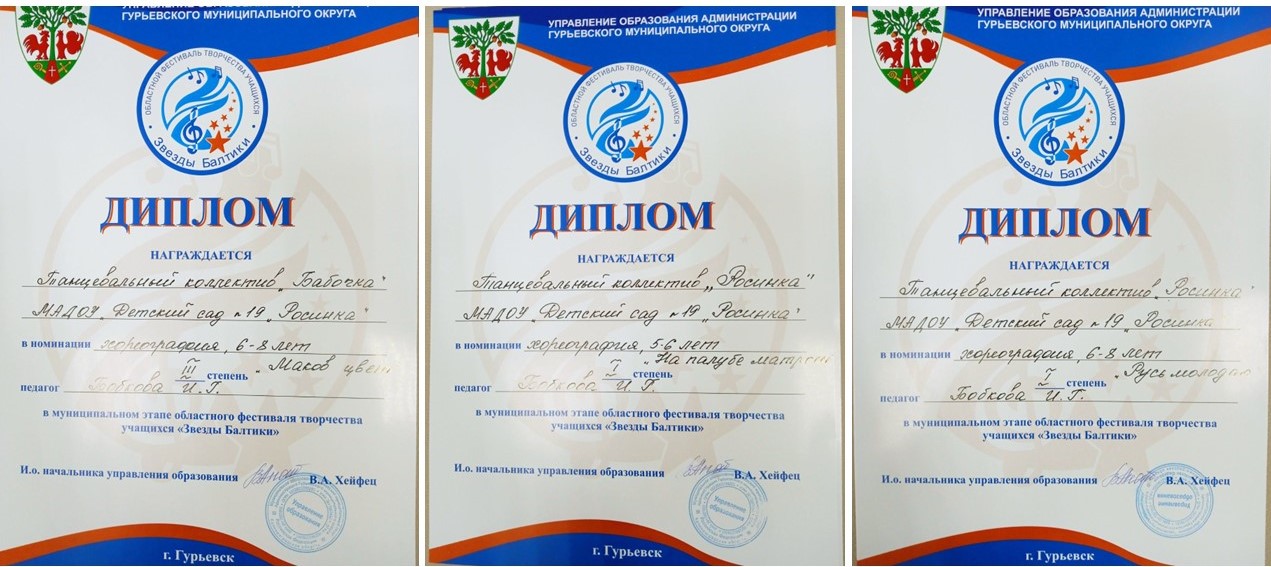 ГУРЬЕВСКОГО МУНИЦИПАЛЬНОГО ОКРУГА
ОБЛАСТНОЙ ФЕСТИВАЛЬ ТВОРЧЕСТВА УЧАЩИХСЯ
• Звезды Балтики •
ДИПЛОМ
НАГРАЖДАЕТСЯ
Танцевальный коллектив „Бабочка"
МАДОУ „Детский сад №19 „Росинка"
в номинации хореография, 6-8 лет
III степень „Маков цвет
педагог Бобкова И.Г.
в муниципальном этапе областного фестиваля творчества
учащихся «Звезды Балтики»
И.о. начальника управления образования В.А. Хейфец
Управление
образования
г. Гурьевск
УПРАВЛЕНИЕ ОБРАЗОВАНИЯ АДМИНИСТРАЦИИ
ГУРЬЕВСКОГО МУНИЦИПАЛЬНОГО ОКРУГА
ОБЛАСТНОЙ ФЕСТИВАЛЬ ТВОРЧЕСТВА УЧАЩИХСЯ
• Звезды Балтики •
ДИПЛОМ
НАГРАЖДАЕТСЯ
Танцевальный коллектив „Росинка"
МАДОУ „Детский сад №19 „Росинка"
в номинации хореография, 5-6 лет
I степень „На палубе матросы
педагог Бобкова И.Г.
в муниципальном этапе областного фестиваля творчества
учащихся «Звезды Балтики»
И.о. начальника управления образования В.А. Хейфец
Управление
образования
г. Гурьевск
УПРАВЛЕНИЕ ОБРАЗОВАНИЯ АДМИНИСТРАЦИИ
ГУРЬЕВСКОГО МУНИЦИПАЛЬНОГО ОКРУГА
ОБЛАСТНОЙ ФЕСТИВАЛЬ ТВОРЧЕСТВА УЧАЩИХСЯ
• Звезды Балтики •
ДИПЛОМ
НАГРАЖДАЕТСЯ
Танцевальный коллектив „Росинка"
МАДОУ „Детский сад №19 „Росинка"
в номинации хореография, 6-8 лет
I степень „Русь молодая
педагог Бобкова И.Г.
в муниципальном этапе областного фестиваля творчества
учащихся «Звезды Балтики»
И.о. начальника управления образования В.А. Хейфец
Управление
образования
г. Гурьевск